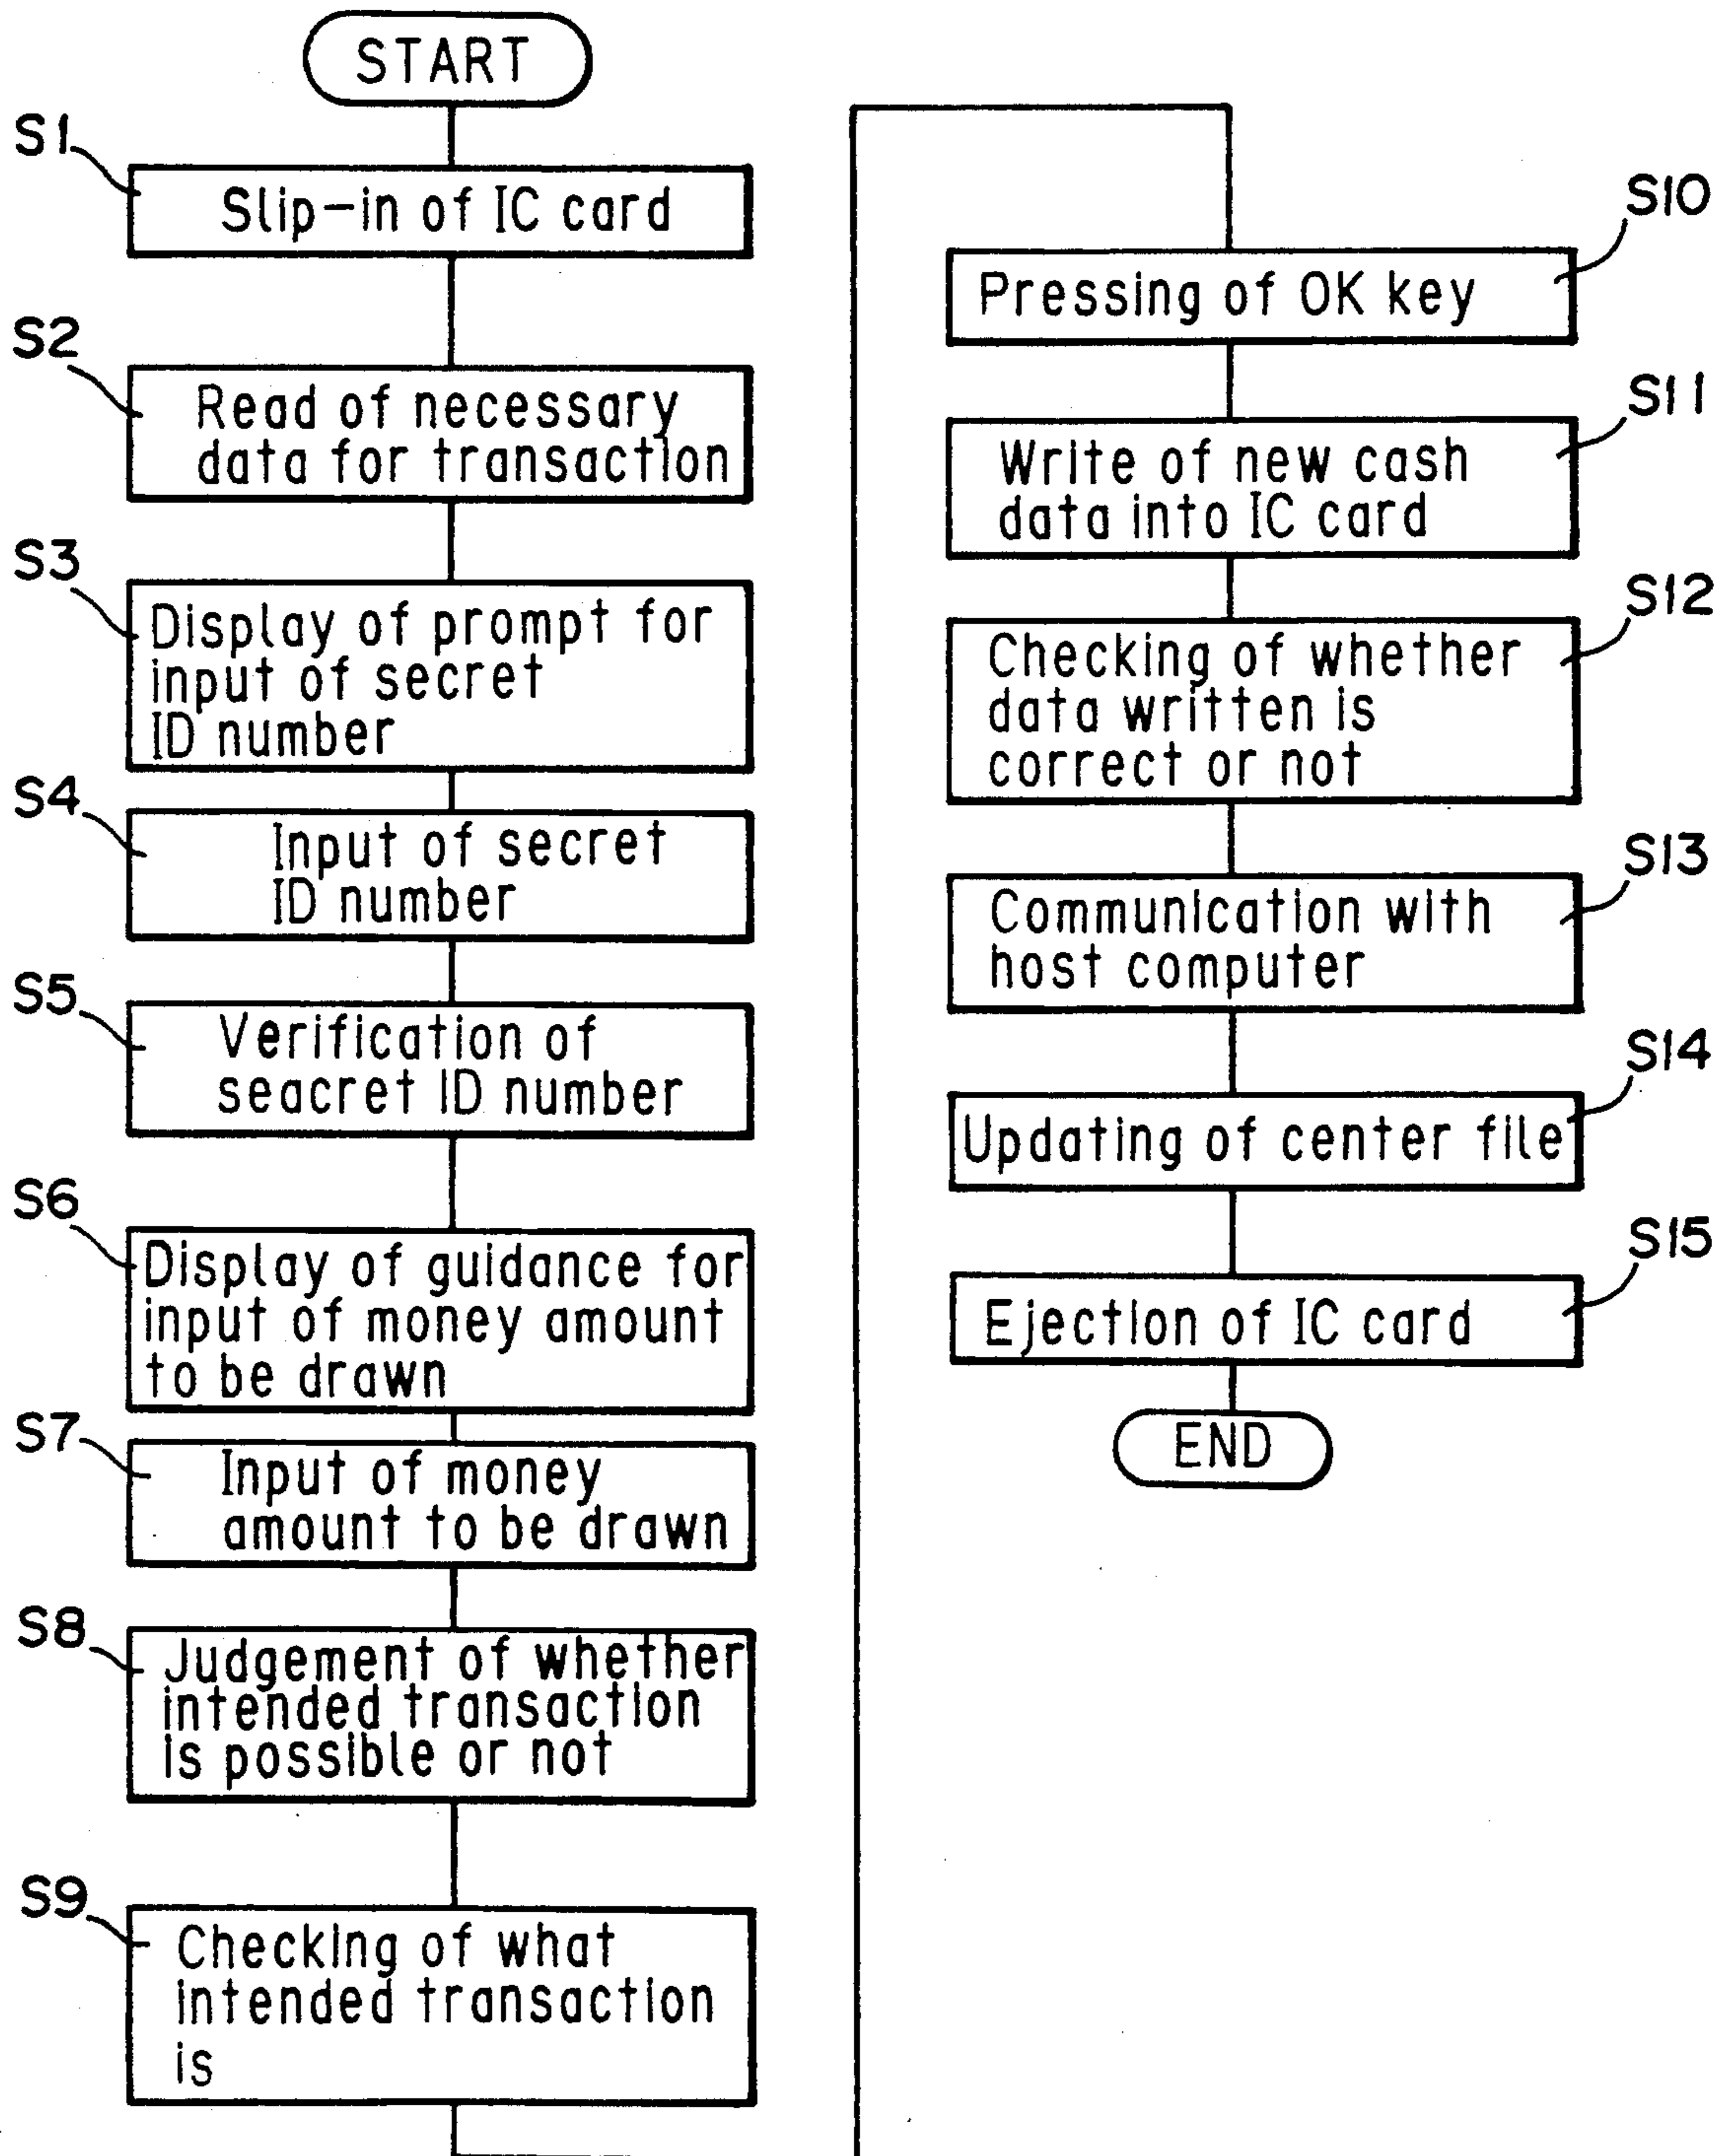 START
S1
Slip-in of IC card
S2
Read of necessary
data for transaction
S3
Display of prompt for
input of secret
ID number
S4
Input of secret
ID number
S5
Verification of
seacret ID number
S6
Display of guidance for
input of money amount
to be drawn
S7
Input of money
amount to be drawn
S8
Judgement of whether
intended transaction
is possible or not
S9
Checking of what
intended transaction
is
S10
Pressing of OK key
S11
Write of new cash
data into IC card
S12
Checking of whether
data written is
correct or not
S13
Communication with
host computer
S14
Updating of center file
S15
Ejection of IC card
END